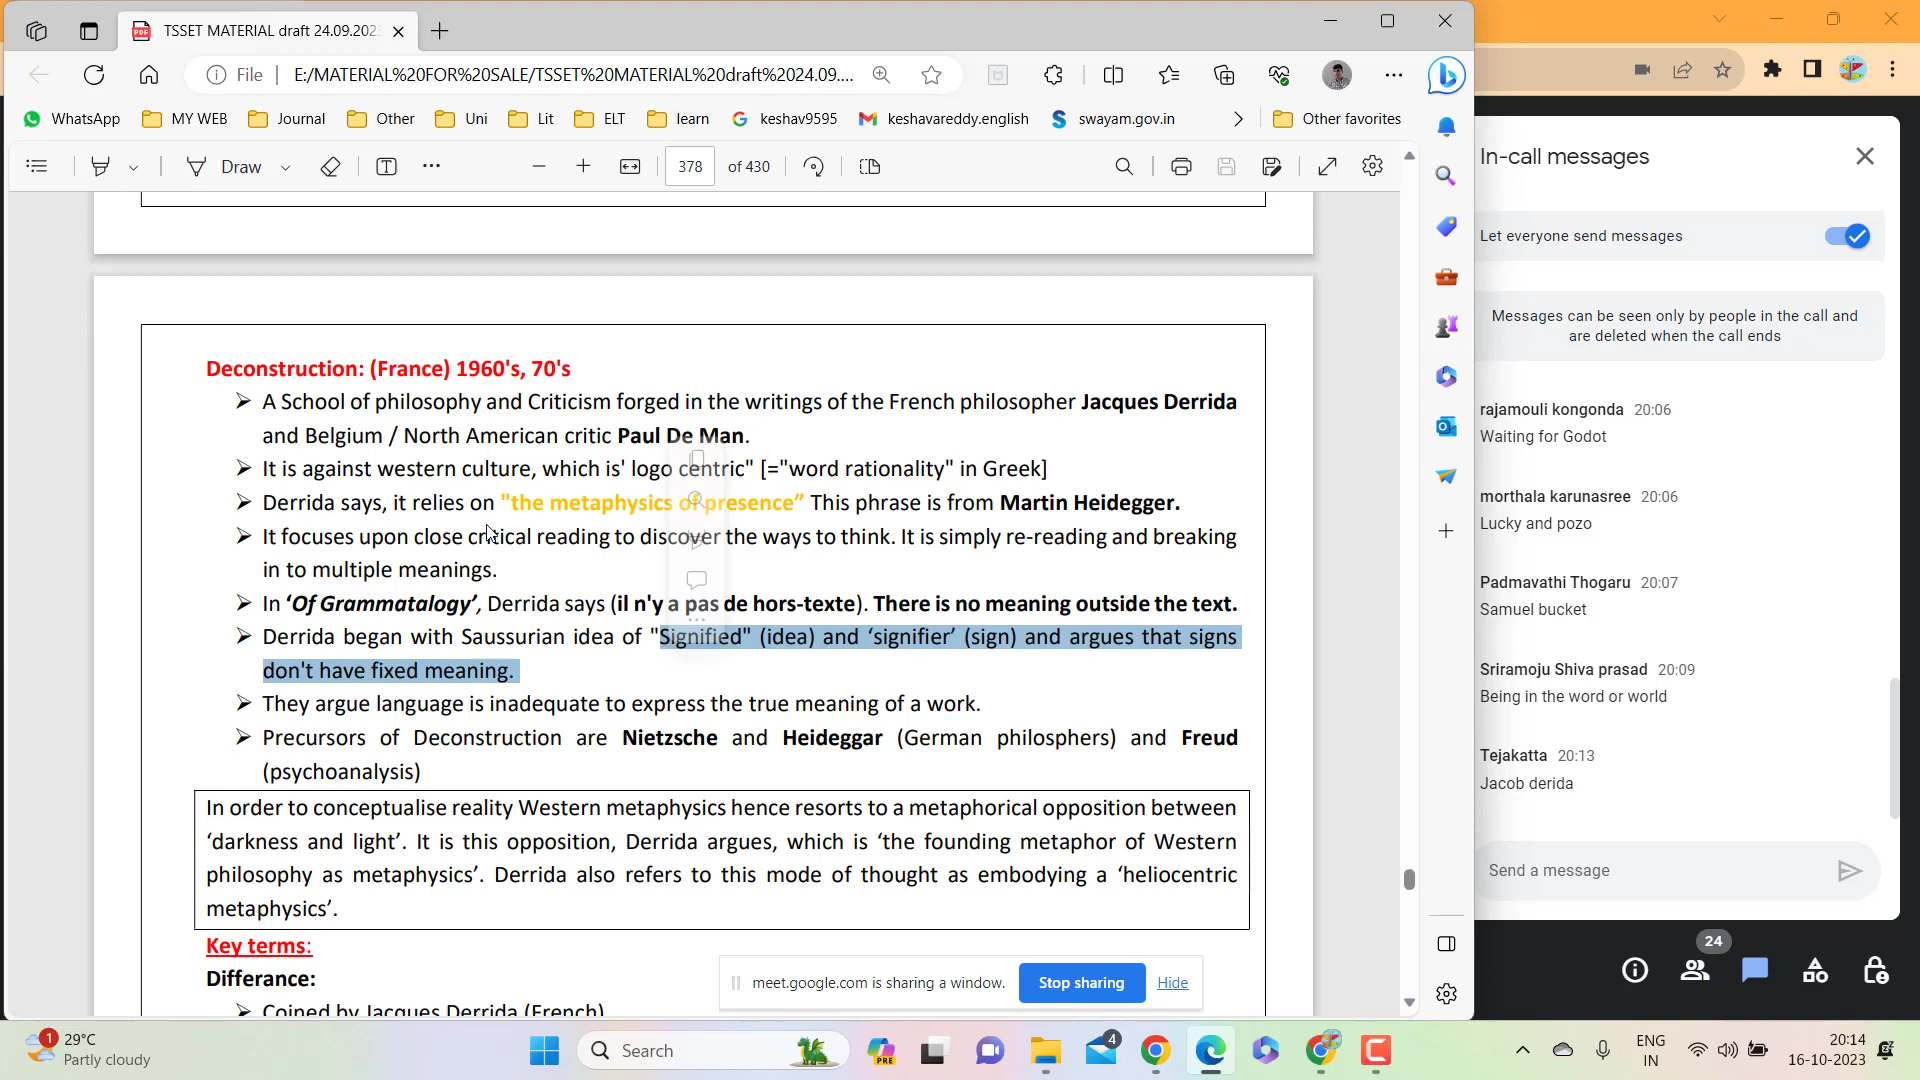 TSSET MATERIAL draft 24.09.202
File
E:/MATERIAL%20FOR%20SALE/TSSET%20MATERIAL%20draft%2024.09....
WhatsApp
MY WEB
Journal
Other
Uni
Lit
ELT
learn
keshav9595
keshavareddy.english
swayam.gov.in
Other favorites
Draw
378
of 430
Deconstruction: (France) 1960's, 70's
➢ A School of philosophy and Criticism forged in the writings of the French philosopher Jacques Derrida
and Belgium / North American critic Paul De Man.
➢ It is against western culture, which is' logo centric" [="word rationality" in Greek]
➢ Derrida says, it relies on "the metaphysics of presence” This phrase is from Martin Heidegger.
➢ It focuses upon close critical reading to discover the ways to think. It is simply re-reading and breaking
in to multiple meanings.
➢ In ‘Of Grammatalogy’, Derrida says (il n'y a pas de hors-texte). There is no meaning outside the text.
➢ Derrida began with Saussurian idea of "Signified" (idea) and ‘signifier’ (sign) and argues that signs
don't have fixed meaning.
➢ They argue language is inadequate to express the true meaning of a work.
➢ Precursors of Deconstruction are Nietzsche and Heideggar (German philosphers) and Freud
(psychoanalysis)
In order to conceptualise reality Western metaphysics hence resorts to a metaphorical opposition between
‘darkness and light’. It is this opposition, Derrida argues, which is ‘the founding metaphor of Western
philosophy as metaphysics’. Derrida also refers to this mode of thought as embodying a ‘heliocentric
metaphysics’.
Key terms:
Differance:
➢ Coined by Jacques Derrida (French)
meet.google.com is sharing a window.
Stop sharing
Hide
In-call messages
Let everyone send messages
Messages can be seen only by people in the call and
are deleted when the call ends
rajamouli kongonda 20:06
Waiting for Godot
morthala karunasree 20:06
Lucky and pozo
Padmavathi Thogaru 20:07
Samuel bucket
Sriramoju Shiva prasad 20:09
Being in the word or world
Tejakatta 20:13
Jacob derida
Send a message
24
1
29°C
Partly cloudy
Search
PRE
4
ENG
IN
20:14
16-10-2023